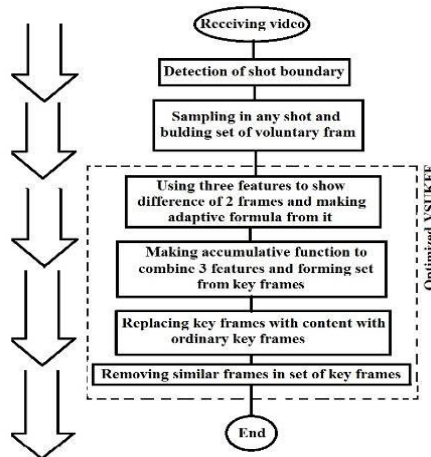 Receiving video
Detection of shot boundary
Sampling in any shot and
bulding set of voluntary fram
Using three features to show
difference of 2 frames and making
adaptive formula from it
Making accumulative function to
combine 3 features and forming set
from key frames
Replacing key frames with content with
ordinary key frames
Removing similar frames in set of key frames
End
Optimized VSUKFE